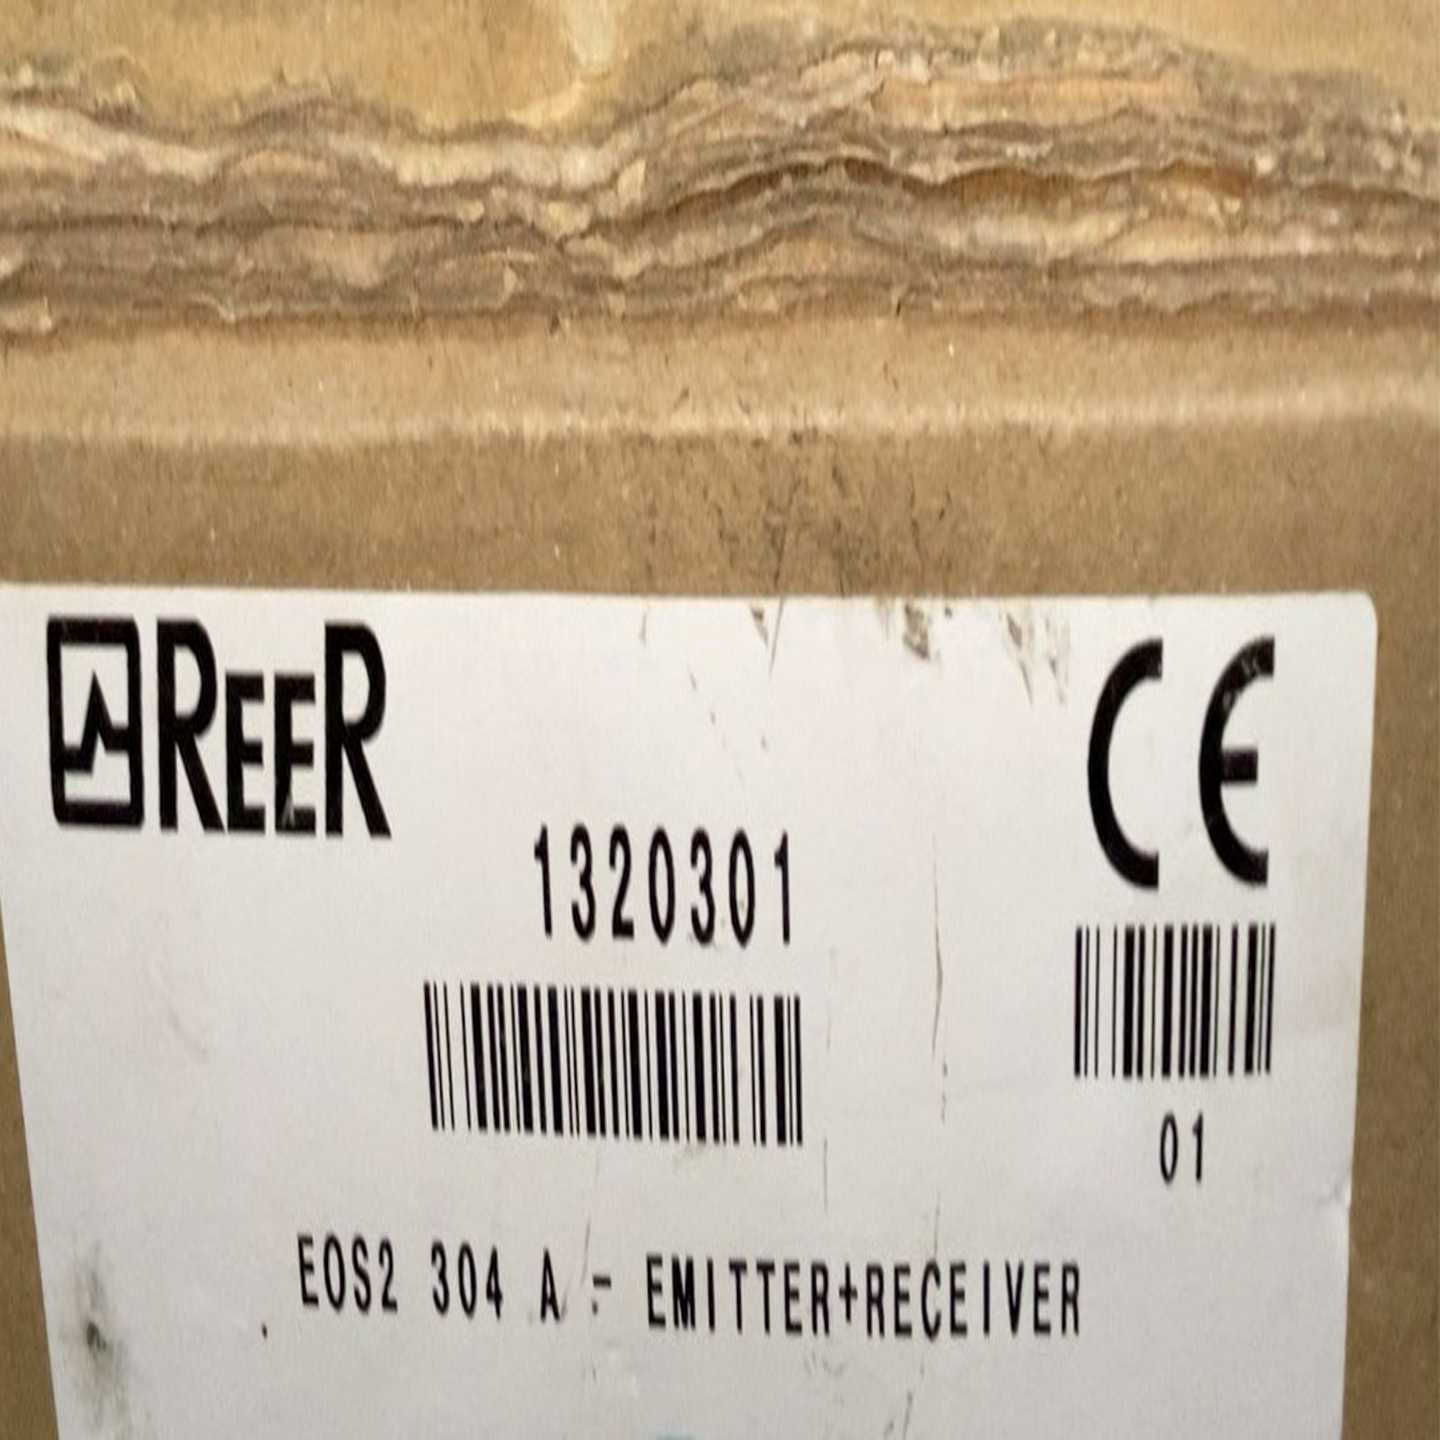 REER
CE
1320301
01
EOS2 304 A - EMITTER+RECEIVER